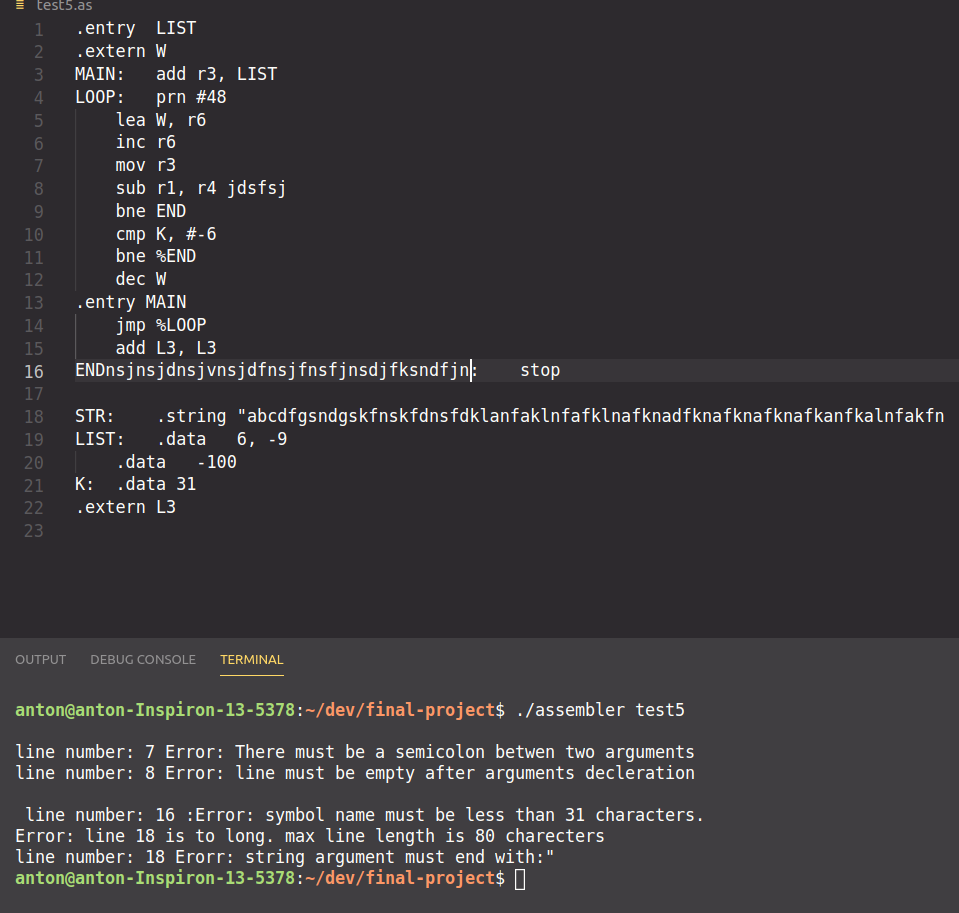 test5.as
1 .entry  LIST
2 .extern W
3 MAIN:   add r3, LIST
4 LOOP:   prn #48
5     lea W, r6
6     inc r6
7     mov r3
8     sub r1, r4 jdsfsj
9     bne END
10     cmp K, #-6
11     bne %END
12     dec W
13 .entry MAIN
14     jmp %LOOP
15     add L3, L3
16 ENDnsjnsjdnsjvnsjdfnsjfnsfjnsdjfksndfjn:    stop
17
18 STR:    .string "abcdfgsndgskfnskfdnsfdklanfaklnfafklnafknadfknafknafknafkanfkalnfakfn
19 LIST:   .data   6, -9
20     .data   -100
21 K:  .data 31
22 .extern L3
23
OUTPUT DEBUG CONSOLE TERMINAL
anton@anton-Inspiron-13-5378:~/dev/final-project$ ./assembler test5
line number: 7 Error: There must be a semicolon betwen two arguments
line number: 8 Error: line must be empty after arguments decleration
line number: 16 :Error: symbol name must be less than 31 characters.
Error: line 18 is to long. max line length is 80 charecters
line number: 18 Erorr: string argument must end with:"
anton@anton-Inspiron-13-5378:~/dev/final-project$